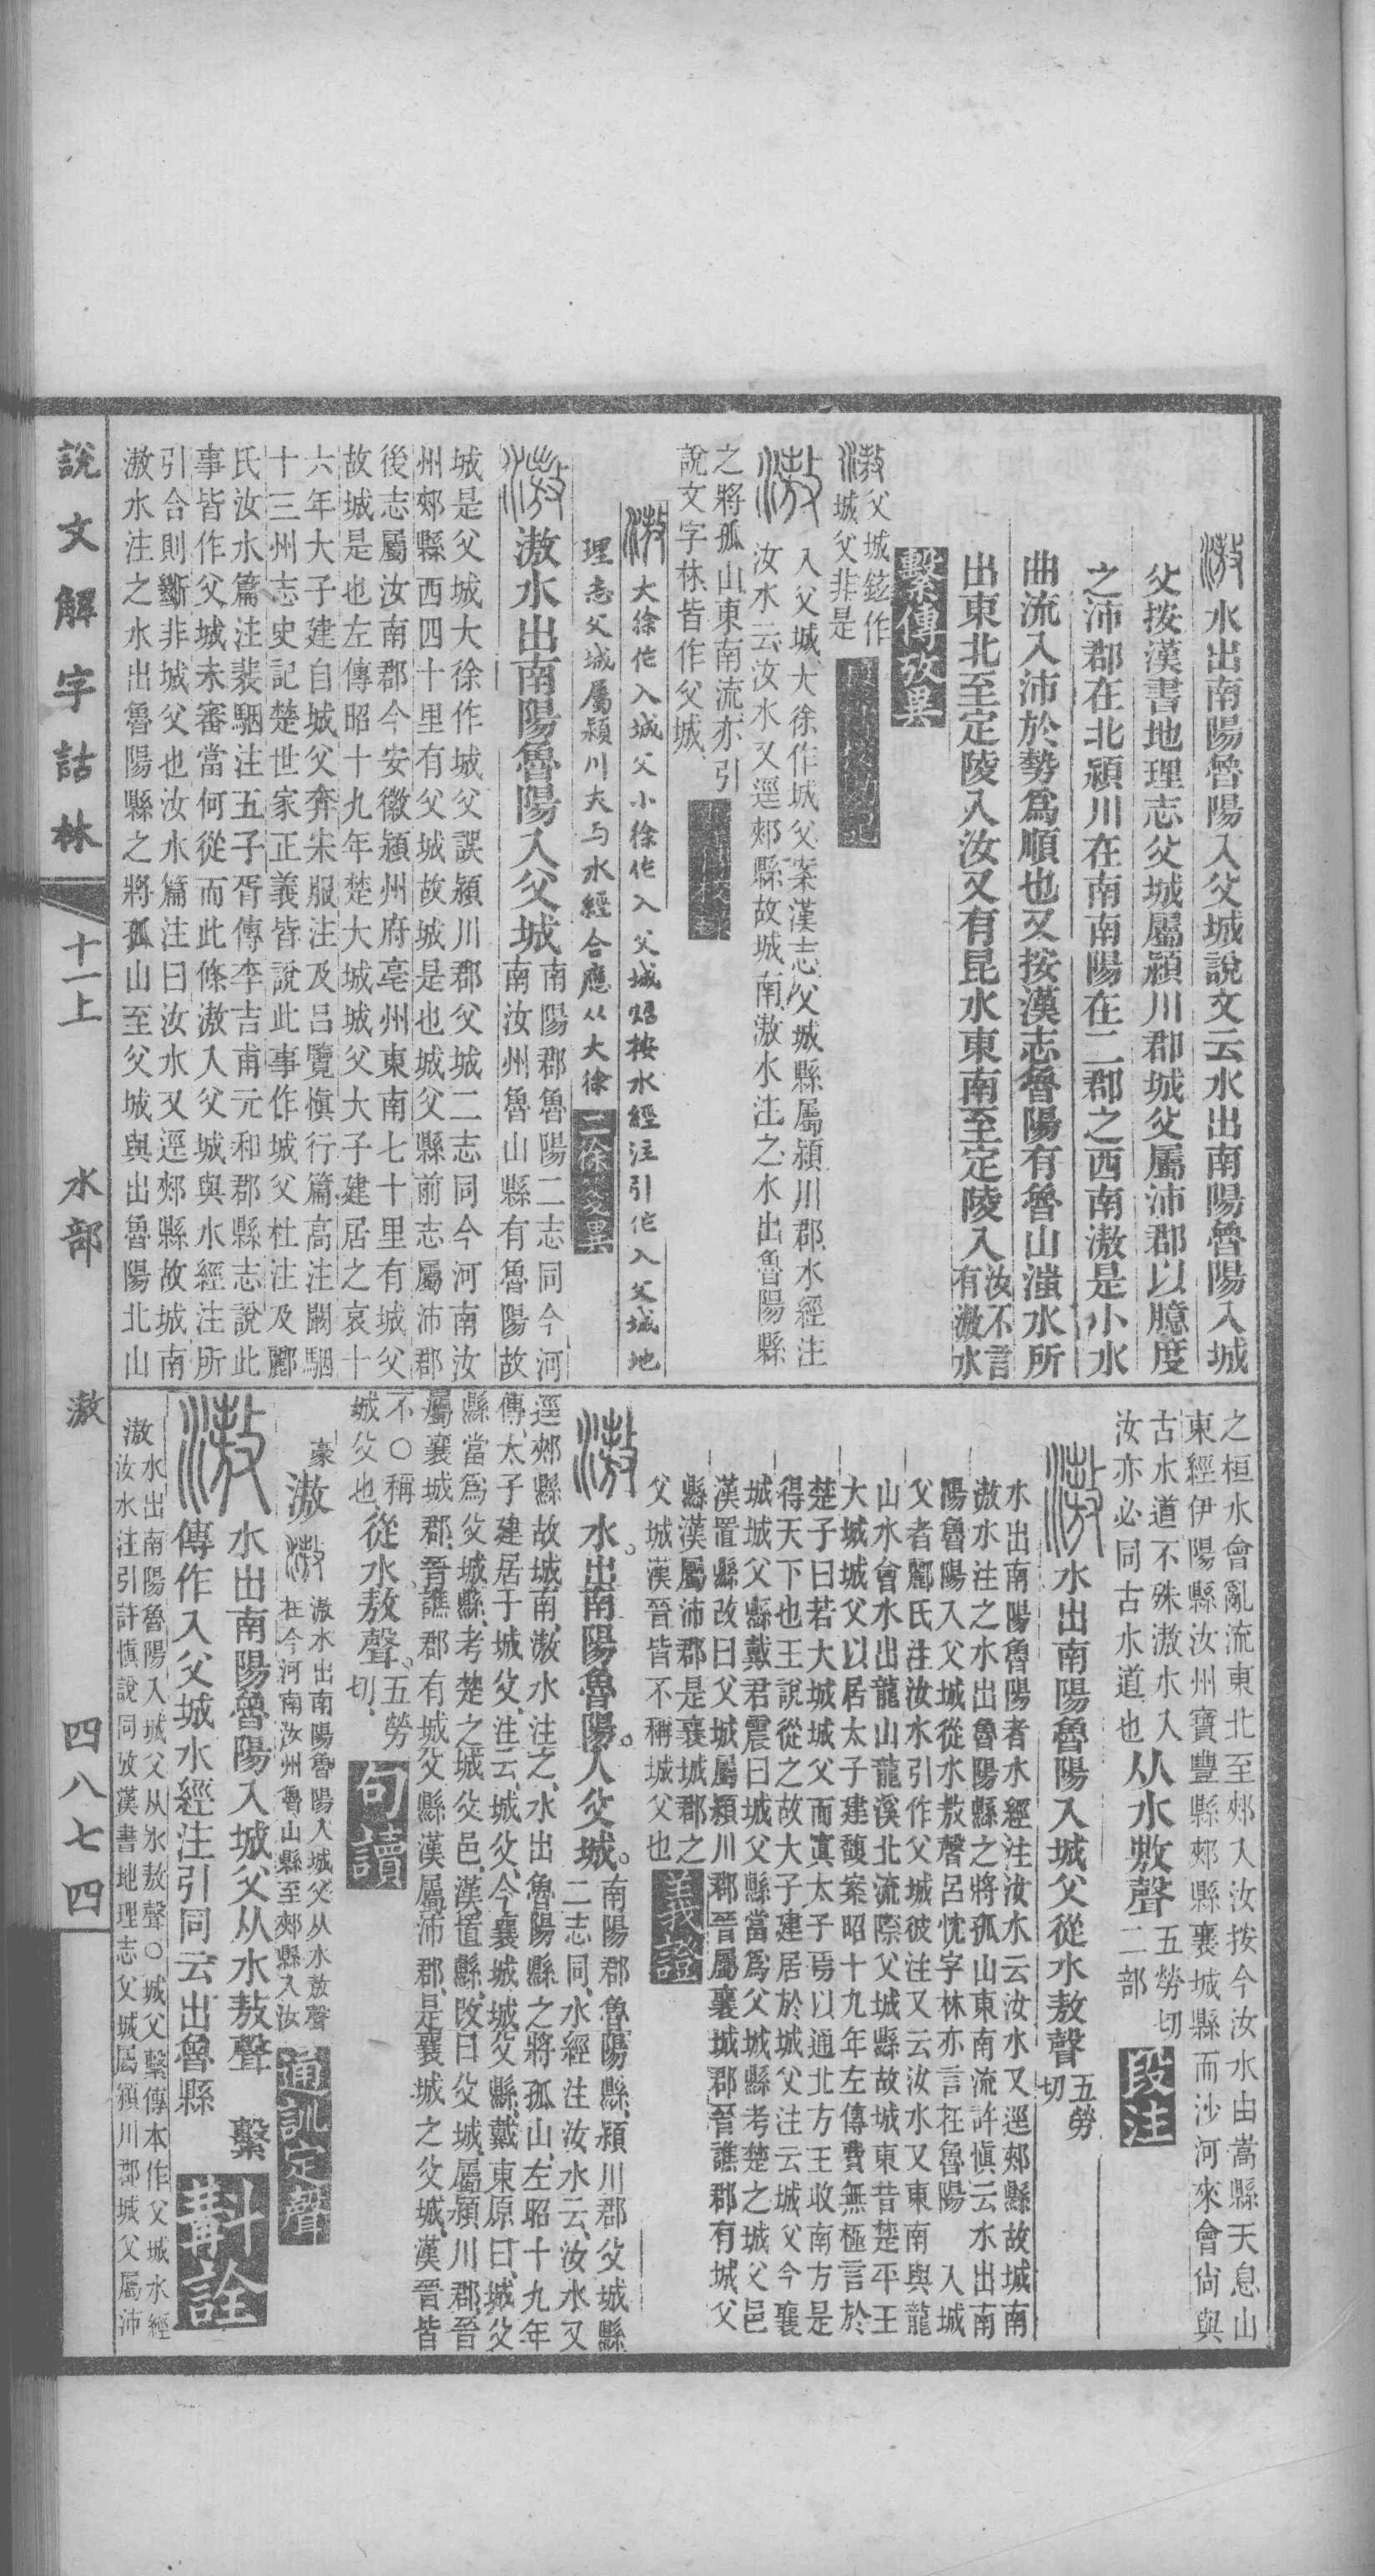 水出南陽魯陽入父城說文云水出南陽魯陽入城
父按漢書地理志父城屬潁川郡城父屬沛郡以臆度
之沛郡在北潁川在南南陽在二郡之西南滶是小水
曲流入沛於勢爲順也又按漢志魯陽有魯山滍水所
出東北至定陵入汝又有昆水東南至定陵入汝不言
有滶水
繫傳攷異
父城鉉作
城父非是
入父城大徐作城父案漢志父城縣屬潁川郡水經注
汝水云汝水又逕郟縣故城南滶水注之水出魯陽縣
之將孤山東南流亦引
說文字林皆作父城
大徐作入城父小徐作入父城炤按水經注引作入父城地
理志父城屬潁川夫与水經合應从大徐
二徐箋異
滶水出南陽魯陽入父城
南陽郡魯陽二志同今河
南汝州魯山縣有魯陽故
城是父城大徐作城父誤潁川郡父城二志同今河南汝
州郟縣西四十里有父城故城是也城父縣前志屬沛郡
後志屬汝南郡今安徽潁州府亳州東南七十里有城父
故城是也左傳昭十九年楚大城城父大子建居之哀十
六年大子建自城父奔宋服注及呂覽愼行篇高注闞駰
十三州志史記楚世家正義皆說此事作城父杜注及酈
氏汝水篇注裴駰注五子胥傳李吉甫元和郡縣志說此
事皆作父城未審當何從而此條滶入父城與水經注所
引合則斷非城父也汝水篇注曰汝水又逕郟縣故城南
滶水注之水出魯陽縣之將孤山至父城與出魯陽北山
之桓水會亂流東北至郟入汝按今汝水由嵩縣天息山
東經伊陽縣汝州寶豐縣郟縣襄城縣而沙河來會尙與
古水道不殊滶水入
汝亦必同古水道也
从水敖聲
五勞切
二部
段注
水出南陽魯陽入城父從水敖聲
五勞
切
水出南陽魯陽者水經注汝水云汝水又逕郟縣故城南
滶水注之水出魯陽縣之將孤山東南流許愼云水出南
陽魯陽入父城從水敖聲呂忱字林亦言在魯陽 入城
父者酈氏注汝水引作父城彼注又云汝水又東南與龍
山水會水出龍山龍溪北流際父城縣故城東昔楚平王
大城城父以居太子建馥案昭十九年左傳費無極言於
楚子曰若大城城父而寘太子焉以通北方王收南方是
得天下也王說從之故大子建居於城父注云城父今襄
城城父縣戴君震曰城父縣當爲父城縣考楚之城父邑
漢置縣改曰父城屬潁川郡晉屬襄城郡晉譙郡有城父
縣漢屬沛郡是襄城郡之
父城漢晉皆不稱城父也
義證
水。出南陽魯陽。入父城。
南陽郡魯陽縣、潁川郡父城縣
二志同、水經注汝水云、汝水又
逕郟縣故城南、滶水注之、水出魯陽縣之將孤山、左昭十九年
傳、太子建居于城父、注云、城父、今襄城城父縣、戴東原曰、城父
縣當爲父城縣、考楚之城父邑、漢置縣、改曰父城、屬潁川郡、晉
屬襄城郡、晉譙郡有城父縣漢屬沛郡、是襄城之父城、漢晉皆
不〇稱
城父也、
從水敖聲。
五勞
切、
句讀
豪
滶
滶水出南陽魯陽入城父从水敖聲
在今河南汝州魯山縣至郟縣入汝
通訓定聲
水出南陽魯陽入城父从水敖聲 繫
傳作入父城水經注引同云出魯縣
斠詮
滶
水出南陽魯陽入城父从水敖聲〇城父繫傳本作父城水經
汝水注引許愼說同攷漢書地理志父城屬潁川郡城父屬沛
說文解字詁林
十一上 水部 滶 四八七四